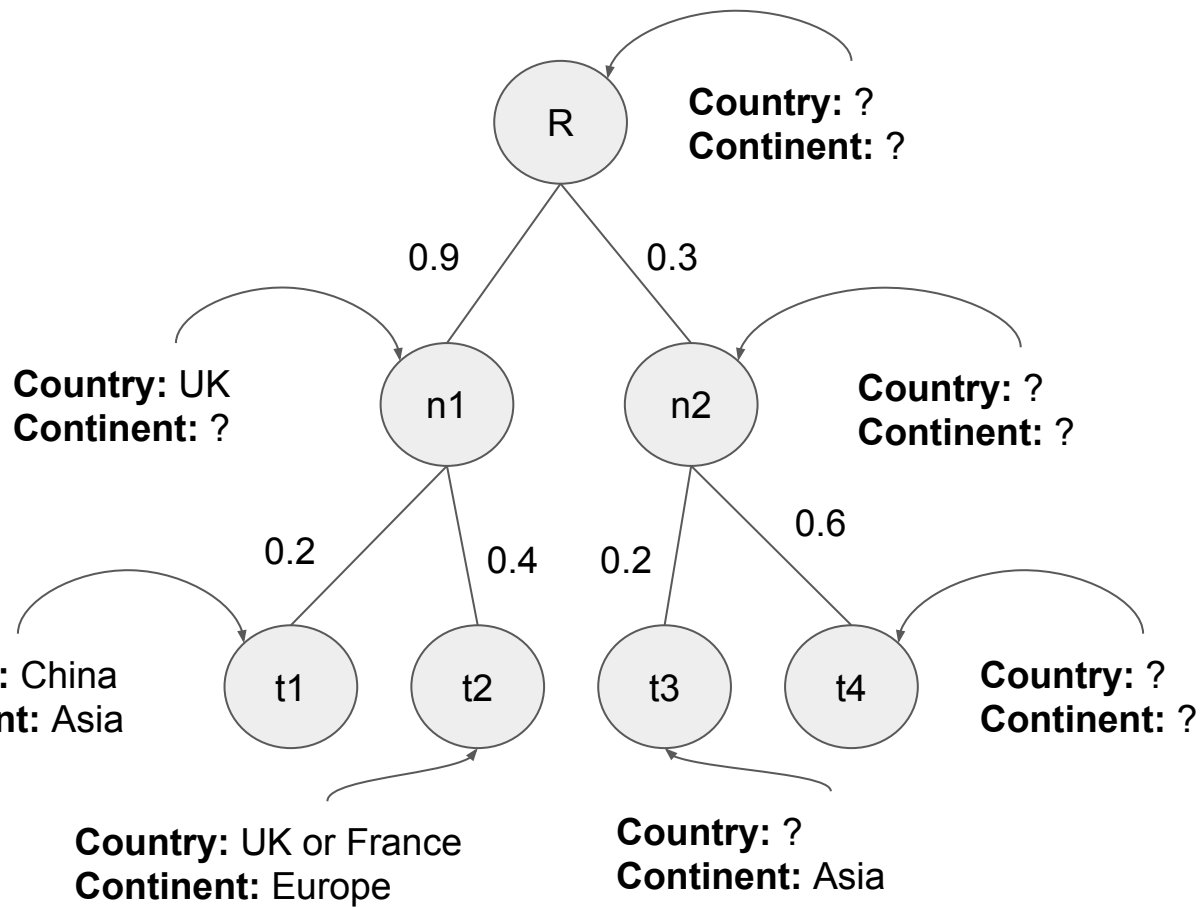 R
Country: ?
Continent: ?
0.9
0.3
Country: UK
Continent: ?
n1
n2
Country: ?
Continent: ?
0.2
0.4
0.2
0.6
: China
nt: Asia
t1
t2
t3
t4
Country: ?
Continent: ?
Country: UK or France
Continent: Europe
Country: ?
Continent: Asia